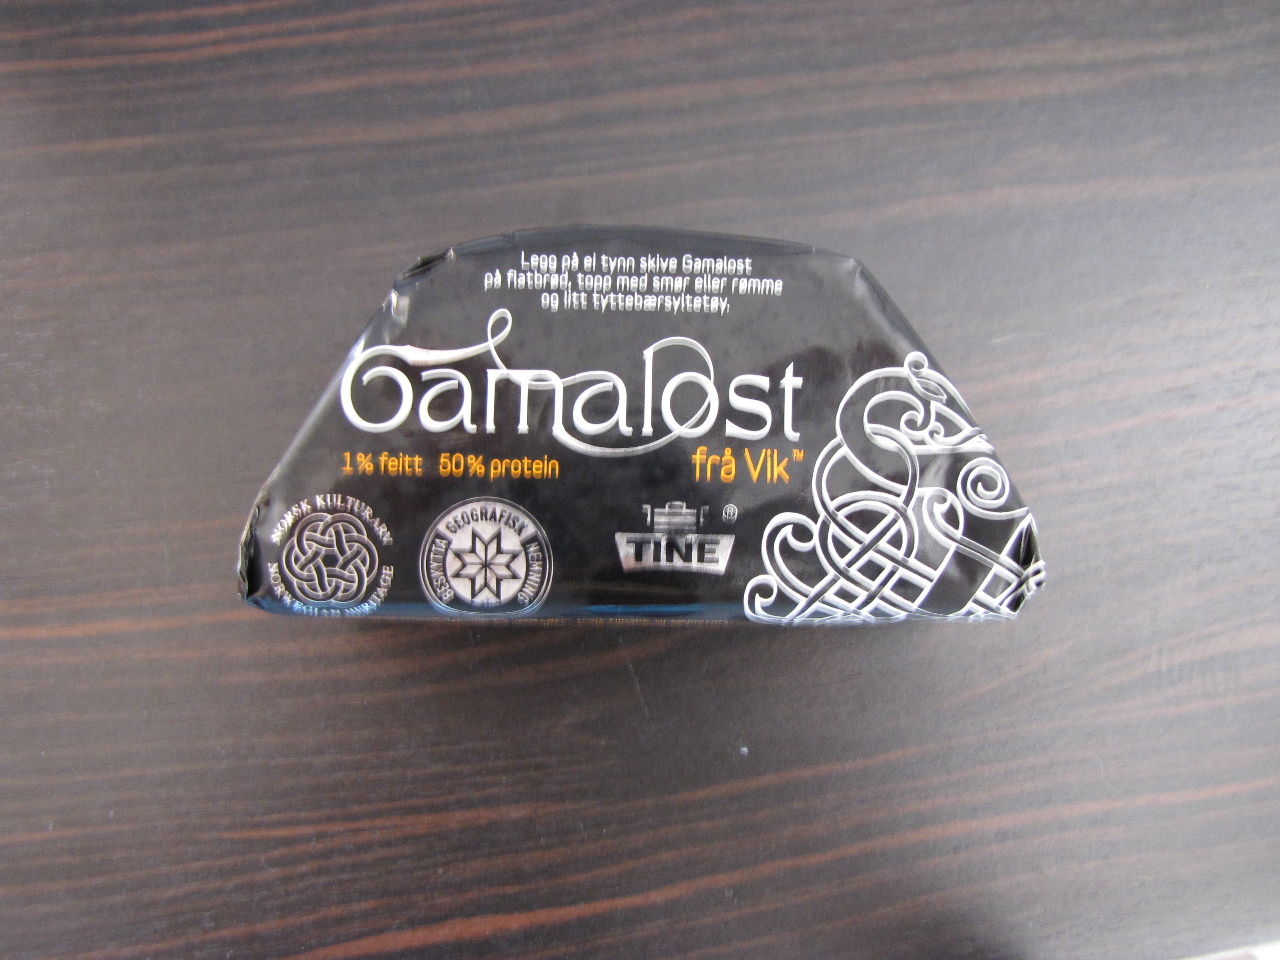 Legg på ei tynn skive Gamalost
på flatbrød, topp med smør eller rømme
og litt tyttebærsyltetøy.
Gamalost
1% feitt 50% protein
frå Vik™
NORSK KULTURARV
NORWEGIAN HERITAGE
BESKYTTA GEOGRAFISK NEMNING
TINE®